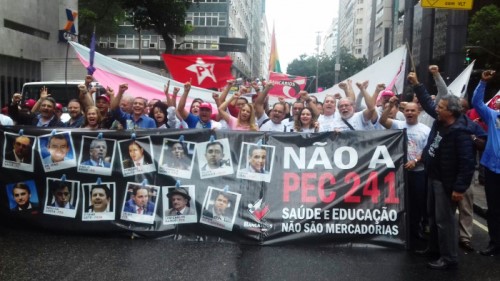 NÃO A
PEC 241
SAÚDE E EDUCAÇÃO
NÃO SÃO MERCADORIAS